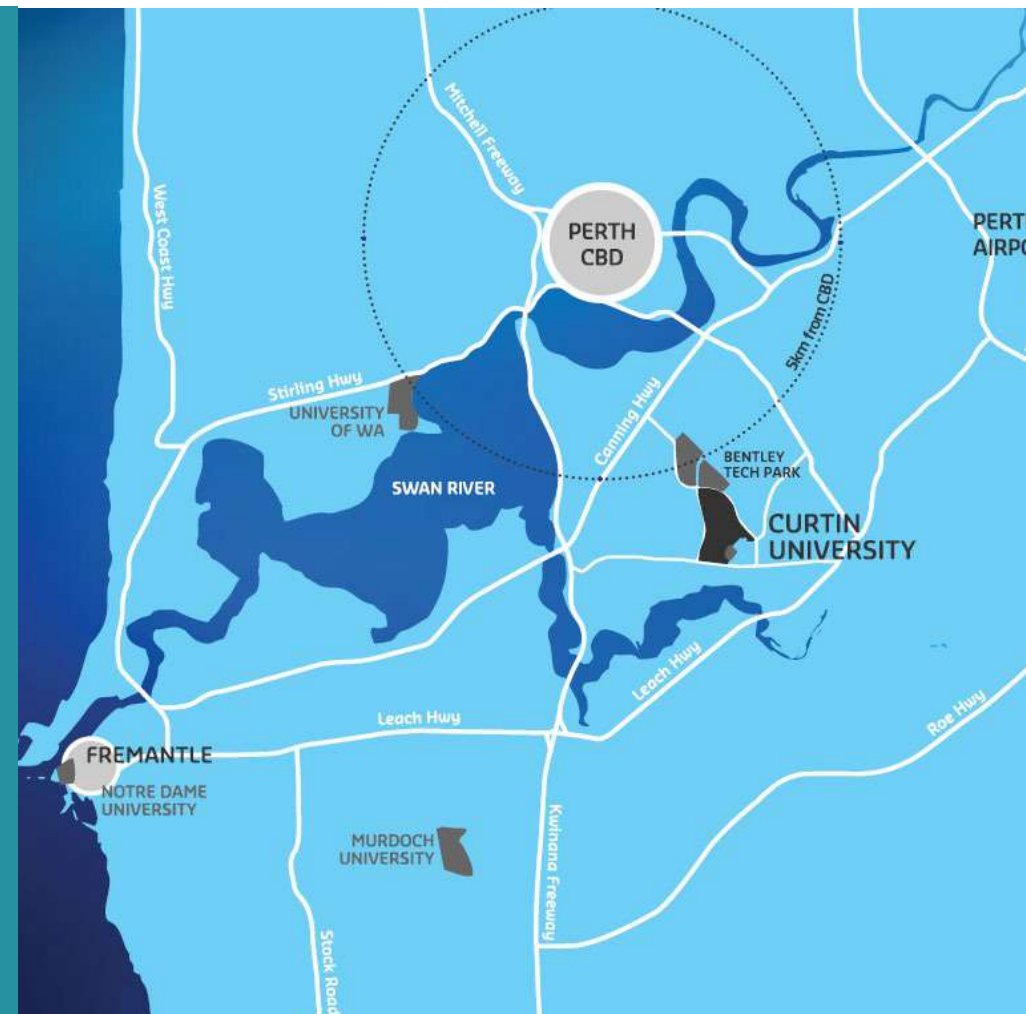 Mitchell Freeway
West Coast Hwy
PERTH
CBD
PERT
AIRPO
5km from CBD
Stirling Hwy
UNIVERSITY
OF WA
Canning Hwy
BENTLEY
TECH PARK
SWAN RIVER
CURTIN
UNIVERSITY
Leach Hwy
Leach Hwy
Roe Hwy
FREMANTLE
NOTRE DAME
UNIVERSITY
MURDOCH
UNIVERSITY
Kwinana Freeway
Stock Road